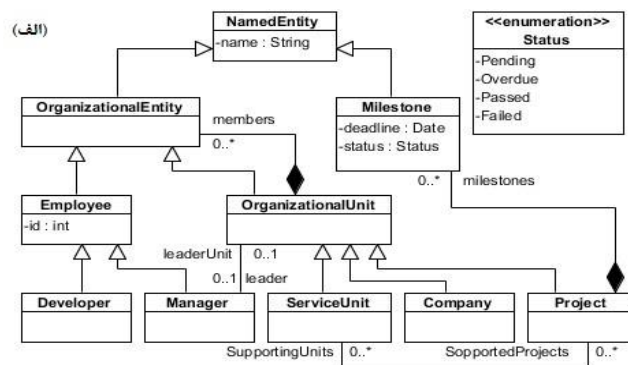 (الف)
NamedEntity
-name : String
<<enumeration>>
Status
-Pending
-Overdue
-Passed
-Failed
OrganizationalEntity
members
0..*
Milestone
-deadline : Date
-status : Status
0..*
milestones
Employee
-id : int
OrganizationalUnit
leaderUnit
0..1
0..1
leader
Developer
Manager
ServiceUnit
Company
Project
SupportingUnits
0..*
SopportedProjects
0..*